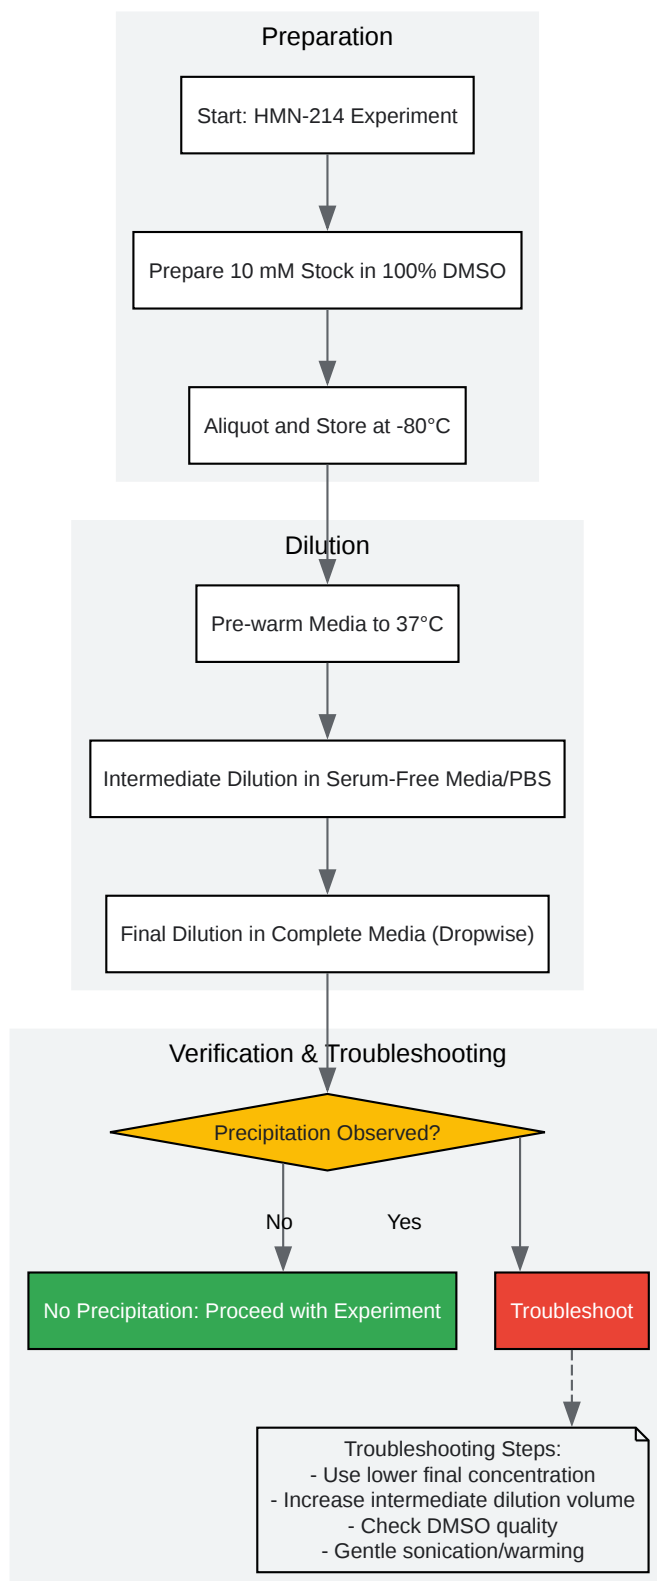 Preparation
Start: HMN-214 Experiment
Prepare 10 mM Stock in 100% DMSO
Aliquot and Store at -80°C
Dilution
Pre-warm Media to 37°C
Intermediate Dilution in Serum-Free Media/PBS
Final Dilution in Complete Media (Dropwise)
Verification & Troubleshooting
Precipitation Observed?
No
Yes
No Precipitation: Proceed with Experiment
Troubleshoot
Troubleshooting Steps:
- Use lower final concentration
- Increase intermediate dilution volume
- Check DMSO quality
- Gentle sonication/warming